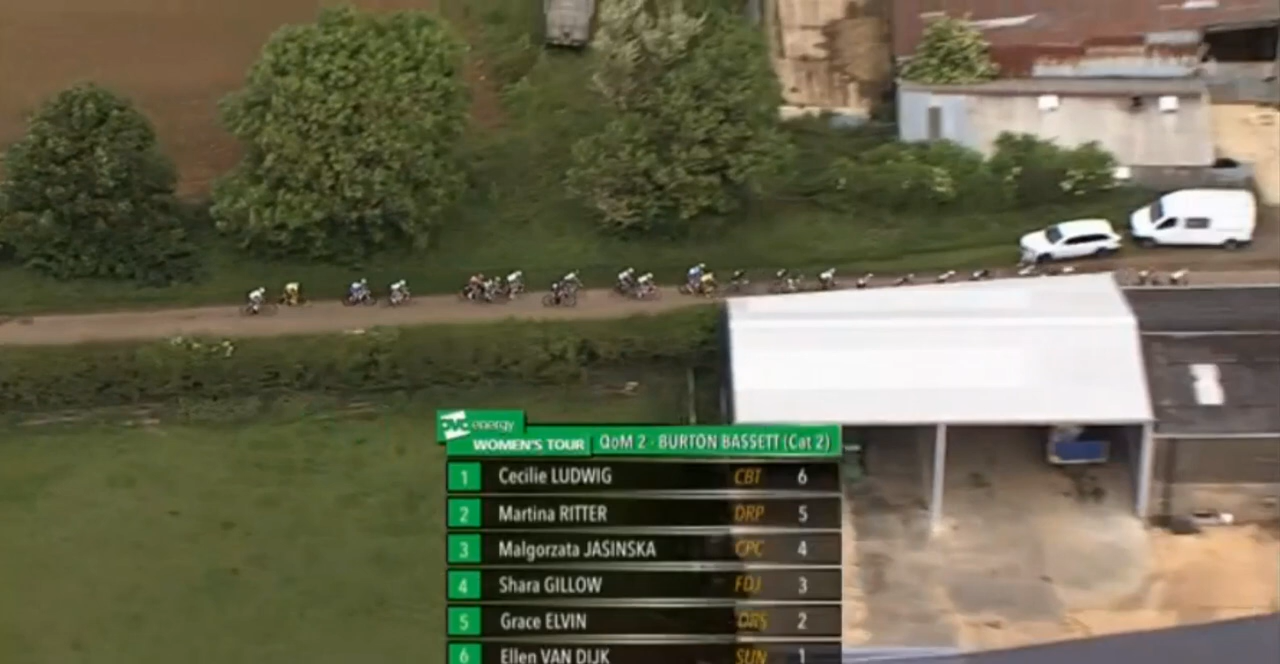 OVO energy
WOMEN'S TOUR QoM 2 - BURTON BASSETT (Cat 2)
1 Cecilie LUDWIG CBT 6
2 Martina RITTER DRP 5
3 Malgorzata JASINSKA CPC 4
4 Shara GILLOW FDJ 3
5 Grace ELVIN ORS 2
6 Ellen VAN DIJK SUN 1